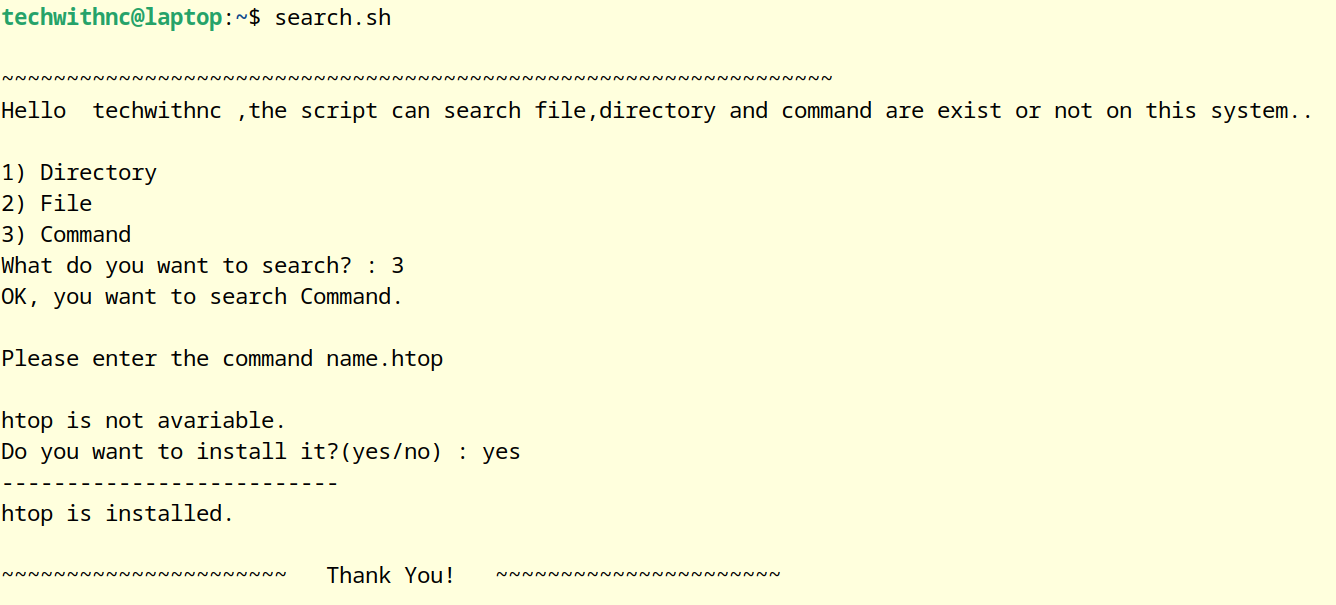 techwithnc@laptop:~$ search.sh
~~~~~~~~~~~~~~~~~~~~~~~~~~~~~~~~~~~~~~~~~~~~~~~~~~~~~~~~~~~~~~~~
Hello  techwithnc ,the script can search file,directory and command are exist or not on this system..
1) Directory
2) File
3) Command
What do you want to search? : 3
OK, you want to search Command.
Please enter the command name.htop
htop is not avariable.
Do you want to install it?(yes/no) : yes
--------------------------
htop is installed.
~~~~~~~~~~~~~~~~~~~~~~   Thank You!   ~~~~~~~~~~~~~~~~~~~~~~